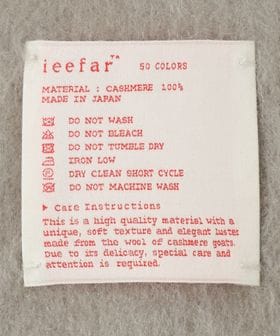 ieefar™ 50 COLORS
MATERIAL : CASHMERE 100%
MADE IN JAPAN
DO NOT WASH
DO NOT BLEACH
DO NOT TUMBLE DRY
IRON LOW
DRY CLEAN SHORT CYCLE
DO NOT MACHINE WASH
▶ Care Instructions
This is a high quality material with a
unique, soft texture and elegant luster
made from the wool of cashmere goats.
Due to its delicacy, special care and
attention is required.